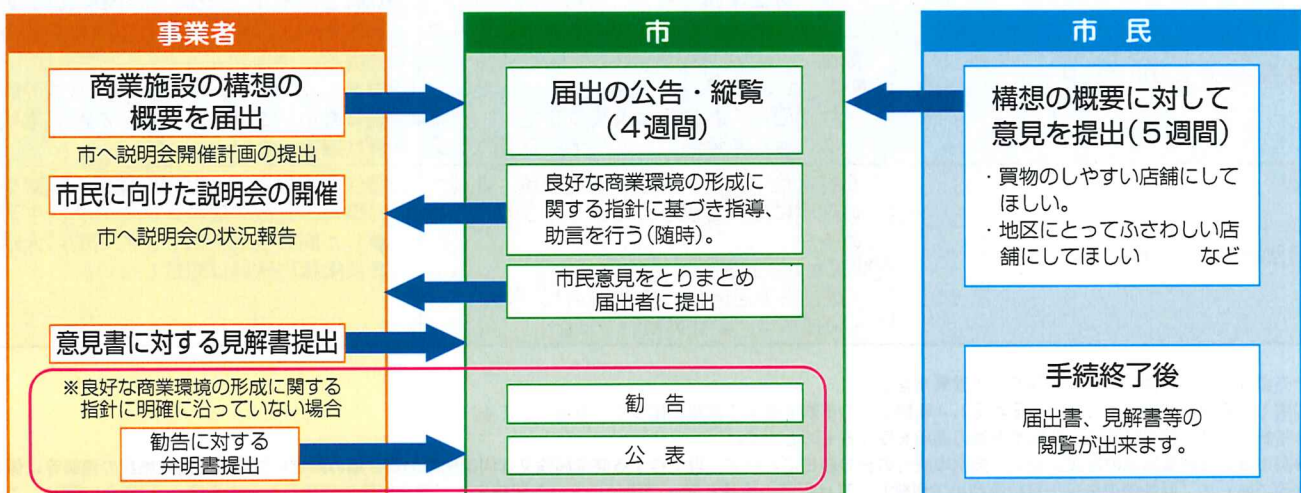 事業者
商業施設の構想の
概要を届出
市へ説明会開催計画の提出
市民に向けた説明会の開催
市へ説明会の状況報告
意見書に対する見解書提出
※良好な商業環境の形成に関する
指針に明確に沿っていない場合
勧告に対する
弁明書提出
市
届出の公告・縦覧
(4週間)
良好な商業環境の形成に
関する指針に基づき指導、
助言を行う(随時)。
市民意見をとりまとめ
届出者に提出
勧 告
公 表
市 民
構想の概要に対して
意見を提出(5週間)
・買物のしやすい店舗にして
ほしい。
・地区にとってふさわしい店
舗にしてほしい など
手続終了後
届出書、見解書等の
閲覧が出来ます。